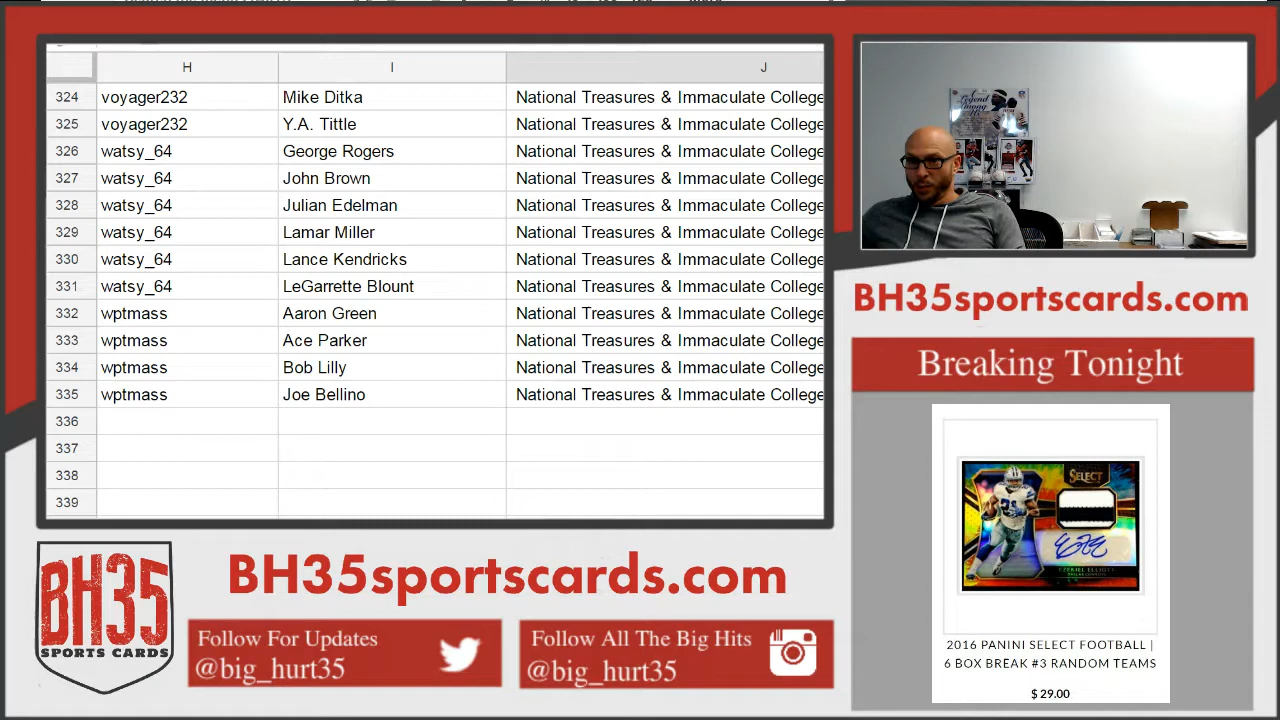 H I J
324 voyager232 Mike Ditka National Treasures & Immaculate College
325 voyager232 Y.A. Tittle National Treasures & Immaculate College
326 watsy_64 George Rogers National Treasures & Immaculate College
327 watsy_64 John Brown National Treasures & Immaculate College
328 watsy_64 Julian Edelman National Treasures & Immaculate College
329 watsy_64 Lamar Miller National Treasures & Immaculate College
330 watsy_64 Lance Kendricks National Treasures & Immaculate College
331 watsy_64 LeGarrette Blount National Treasures & Immaculate College
332 wptmass Aaron Green National Treasures & Immaculate College
333 wptmass Ace Parker National Treasures & Immaculate College
334 wptmass Bob Lilly National Treasures & Immaculate College
335 wptmass Joe Bellino National Treasures & Immaculate College
336
337
338
339
Legend
BH35sportscards.com
Breaking Tonight
SELECT
EZEKIEL ELLIOTT
DALLAS COWBOYS
2016 PANINI SELECT FOOTBALL |
6 BOX BREAK #3 RANDOM TEAMS
$ 29.00
BH35
SPORTS CARDS
BH35sportscards.com
Follow For Updates
@big_hurt35
Follow All The Big Hits
@big_hurt35